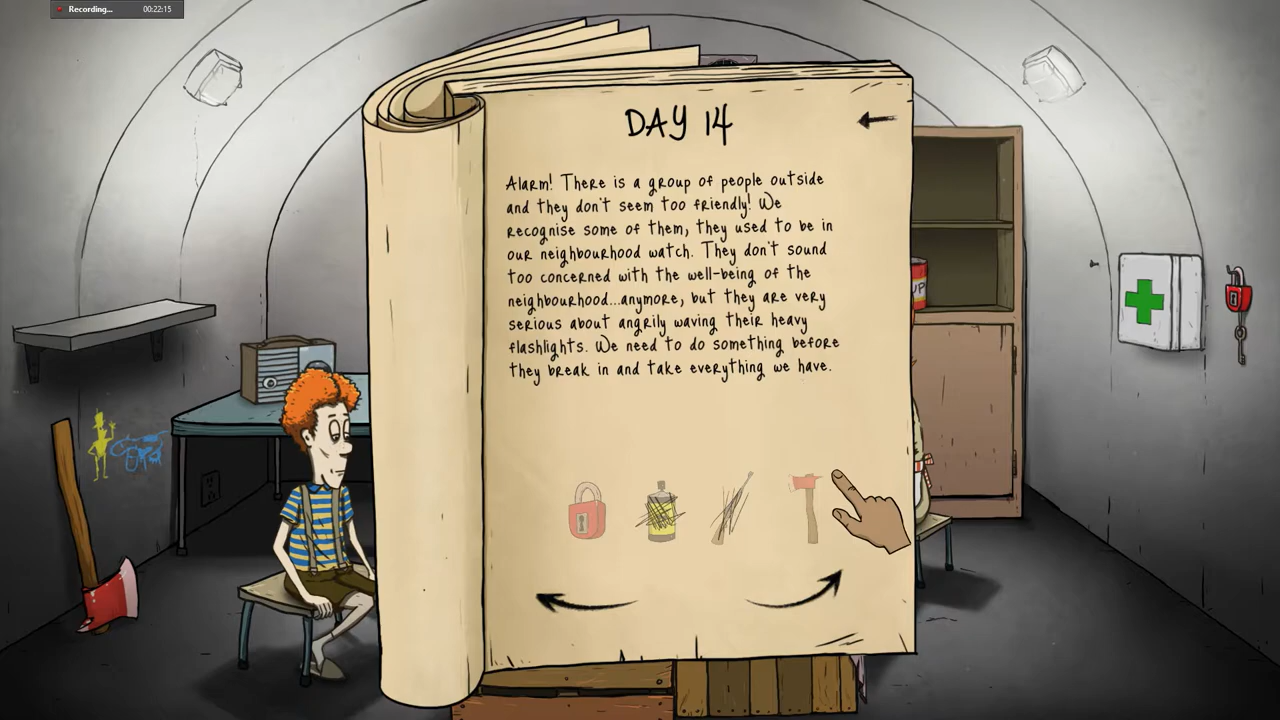 Recording... 00:22:15
DAY 14
Alarm! There is a group of people outside
and they don't seem too friendly! We
recognise some of them, they used to be in
our neighbourhood watch. They don't sound
too concerned with the well-being of the
neighbourhood...anymore, but they are very
serious about angrily waving their heavy
flashlights. We need to do something before
they break in and take everything we have.
UP